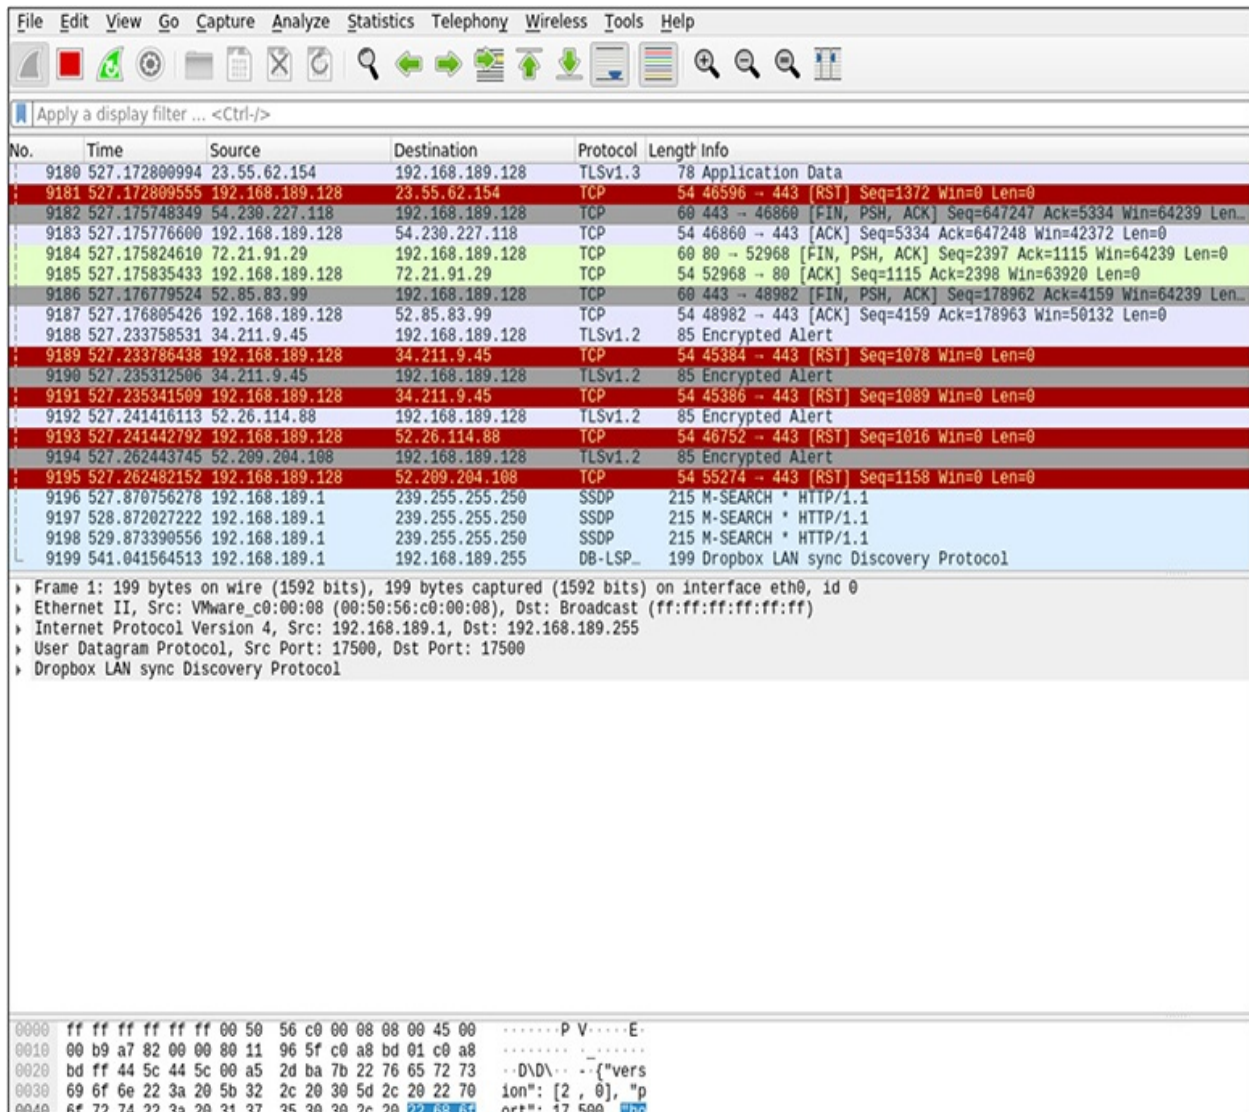 File Edit View Go Capture Analyze Statistics Telephony Wireless Tools Help
Apply a display filter ... <Ctrl-/>
No. Time Source Destination Protocol Length Info
9180 527.172800994 23.55.62.154 192.168.189.128 TLSv1.3 78 Application Data
9181 527.172809555 192.168.189.128 23.55.62.154 TCP 54 46596 → 443 [RST] Seq=1372 Win=0 Len=0
9182 527.175748349 54.230.227.118 192.168.189.128 TCP 60 443 → 46860 [FIN, PSH, ACK] Seq=647247 Ack=5334 Win=64239 Len…
9183 527.175776600 192.168.189.128 54.230.227.118 TCP 54 46860 → 443 [ACK] Seq=5334 Ack=647248 Win=42372 Len=0
9184 527.175824610 72.21.91.29 192.168.189.128 TCP 60 80 → 52968 [FIN, PSH, ACK] Seq=2397 Ack=1115 Win=64239 Len=0
9185 527.175835433 192.168.189.128 72.21.91.29 TCP 54 52968 → 80 [ACK] Seq=1115 Ack=2398 Win=63920 Len=0
9186 527.176779524 52.85.83.99 192.168.189.128 TCP 60 443 → 48982 [FIN, PSH, ACK] Seq=178962 Ack=4159 Win=64239 Len…
9187 527.176805426 192.168.189.128 52.85.83.99 TCP 54 48982 → 443 [ACK] Seq=4159 Ack=178963 Win=50132 Len=0
9188 527.233758531 34.211.9.45 192.168.189.128 TLSv1.2 85 Encrypted Alert
9189 527.233786438 192.168.189.128 34.211.9.45 TCP 54 45384 → 443 [RST] Seq=1078 Win=0 Len=0
9190 527.235312506 34.211.9.45 192.168.189.128 TLSv1.2 85 Encrypted Alert
9191 527.235341509 192.168.189.128 34.211.9.45 TCP 54 45386 → 443 [RST] Seq=1089 Win=0 Len=0
9192 527.241416113 52.26.114.88 192.168.189.128 TLSv1.2 85 Encrypted Alert
9193 527.241442792 192.168.189.128 52.26.114.88 TCP 54 46752 → 443 [RST] Seq=1016 Win=0 Len=0
9194 527.262443745 52.209.204.108 192.168.189.128 TLSv1.2 85 Encrypted Alert
9195 527.262482152 192.168.189.128 52.209.204.108 TCP 54 55274 → 443 [RST] Seq=1158 Win=0 Len=0
9196 527.870756278 192.168.189.1 239.255.255.250 SSDP 215 M-SEARCH * HTTP/1.1
9197 528.872027222 192.168.189.1 239.255.255.250 SSDP 215 M-SEARCH * HTTP/1.1
9198 529.873390556 192.168.189.1 239.255.255.250 SSDP 215 M-SEARCH * HTTP/1.1
9199 541.041564513 192.168.189.1 192.168.189.255 DB-LSP… 199 Dropbox LAN sync Discovery Protocol
Frame 1: 199 bytes on wire (1592 bits), 199 bytes captured (1592 bits) on interface eth0, id 0
Ethernet II, Src: VMware_c0:00:08 (00:50:56:c0:00:08), Dst: Broadcast (ff:ff:ff:ff:ff:ff)
Internet Protocol Version 4, Src: 192.168.189.1, Dst: 192.168.189.255
User Datagram Protocol, Src Port: 17500, Dst Port: 17500
Dropbox LAN sync Discovery Protocol
0000 ff ff ff ff ff ff 00 50 56 c0 00 08 08 00 45 00 ·······P V·····E·
0010 00 b9 a7 82 00 00 80 11 96 5f c0 a8 bd 01 c0 a8 ········ ·_······
0020 bd ff 44 5c 44 5c 00 a5 2d ba 7b 22 76 65 72 73 ··D\D\·· -·{"vers
0030 69 6f 6e 22 3a 20 5b 32 2c 20 30 5d 2c 20 22 70 ion": [2 , 0], "p
0040 6f 72 74 22 3a 20 31 37 35 30 30 2c 20 22 68 6f ort": 17 500, "ho